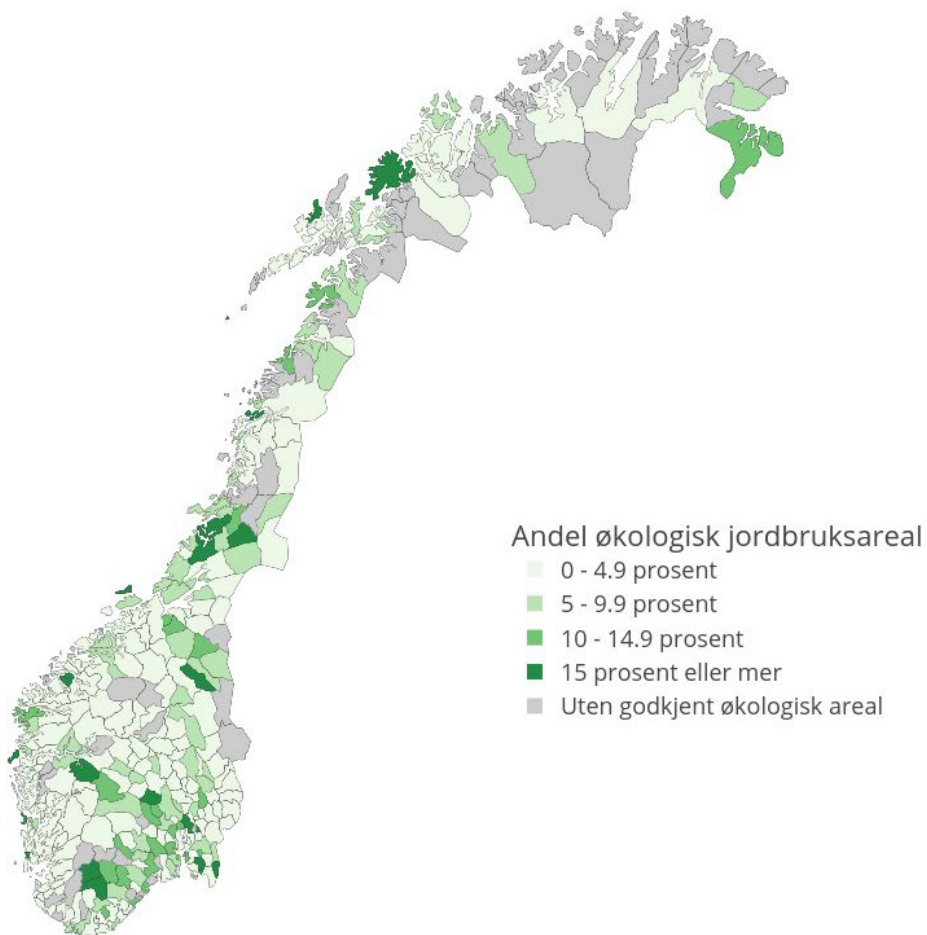 Andel økologisk jordbruksareal
0 - 4.9 prosent
5 - 9.9 prosent
10 - 14.9 prosent
15 prosent eller mer
Uten godkjent økologisk areal